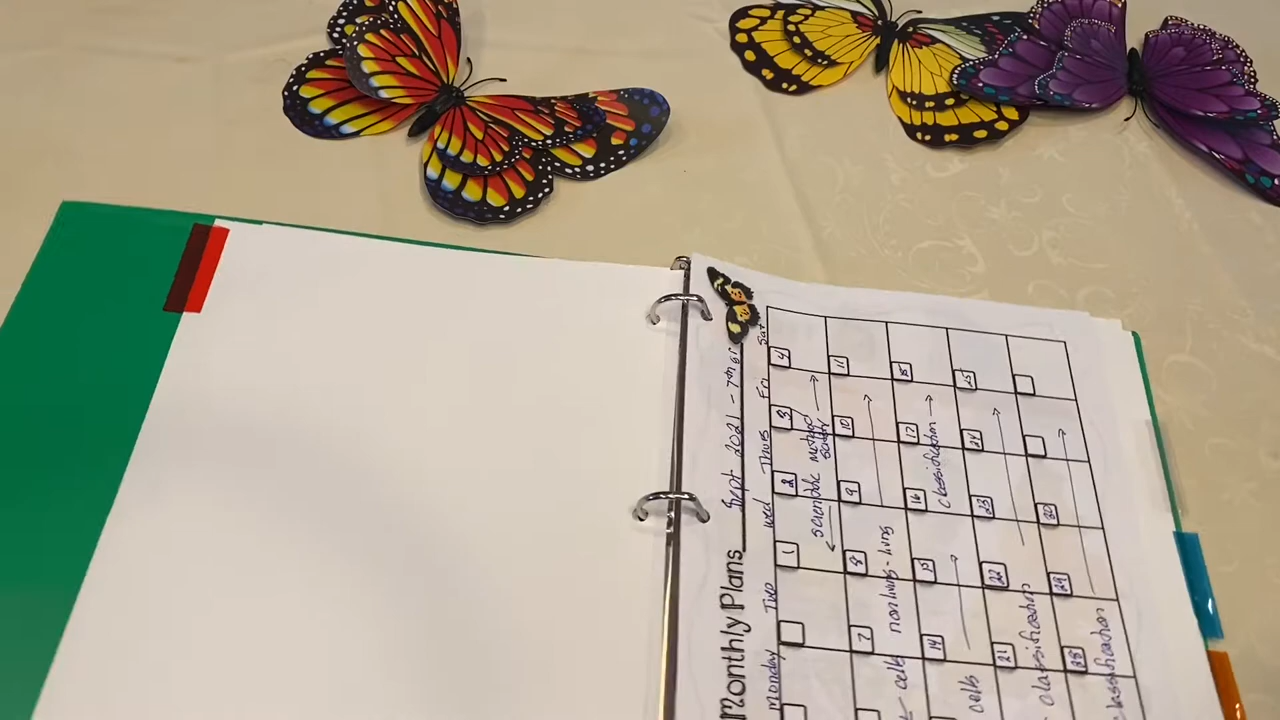 Monthly Plans Sept 2021 - 7th gr
Monday Tues Wed Thurs Fri Sat
1 2 3 4
scientific method
7 8 9 10 11
cells nonliving - living
14 15 16 17 18
cells classification
21 22 23 24 25
classification
28 29 30
classification